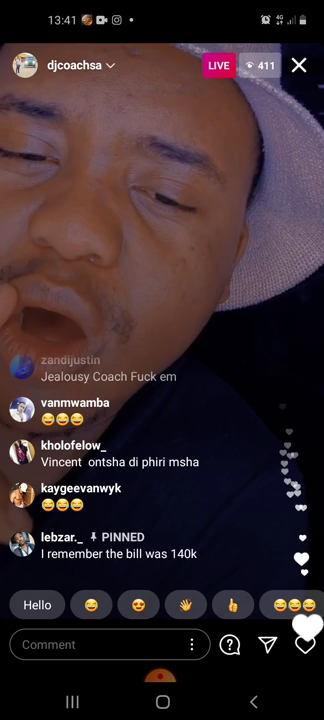 13:41
4G
djcoachsa
LIVE
411
zandijustin
Jealousy Coach Fuck em
vanmwamba
😂😂😂
kholofelow_
Vincent ontsha di phiri msha
kaygeevanwyk
😂😂😂
lebzar._ PINNED
I remember the bill was 140k
Hello 😂 😍 👋 👍 😂😂😂
Comment